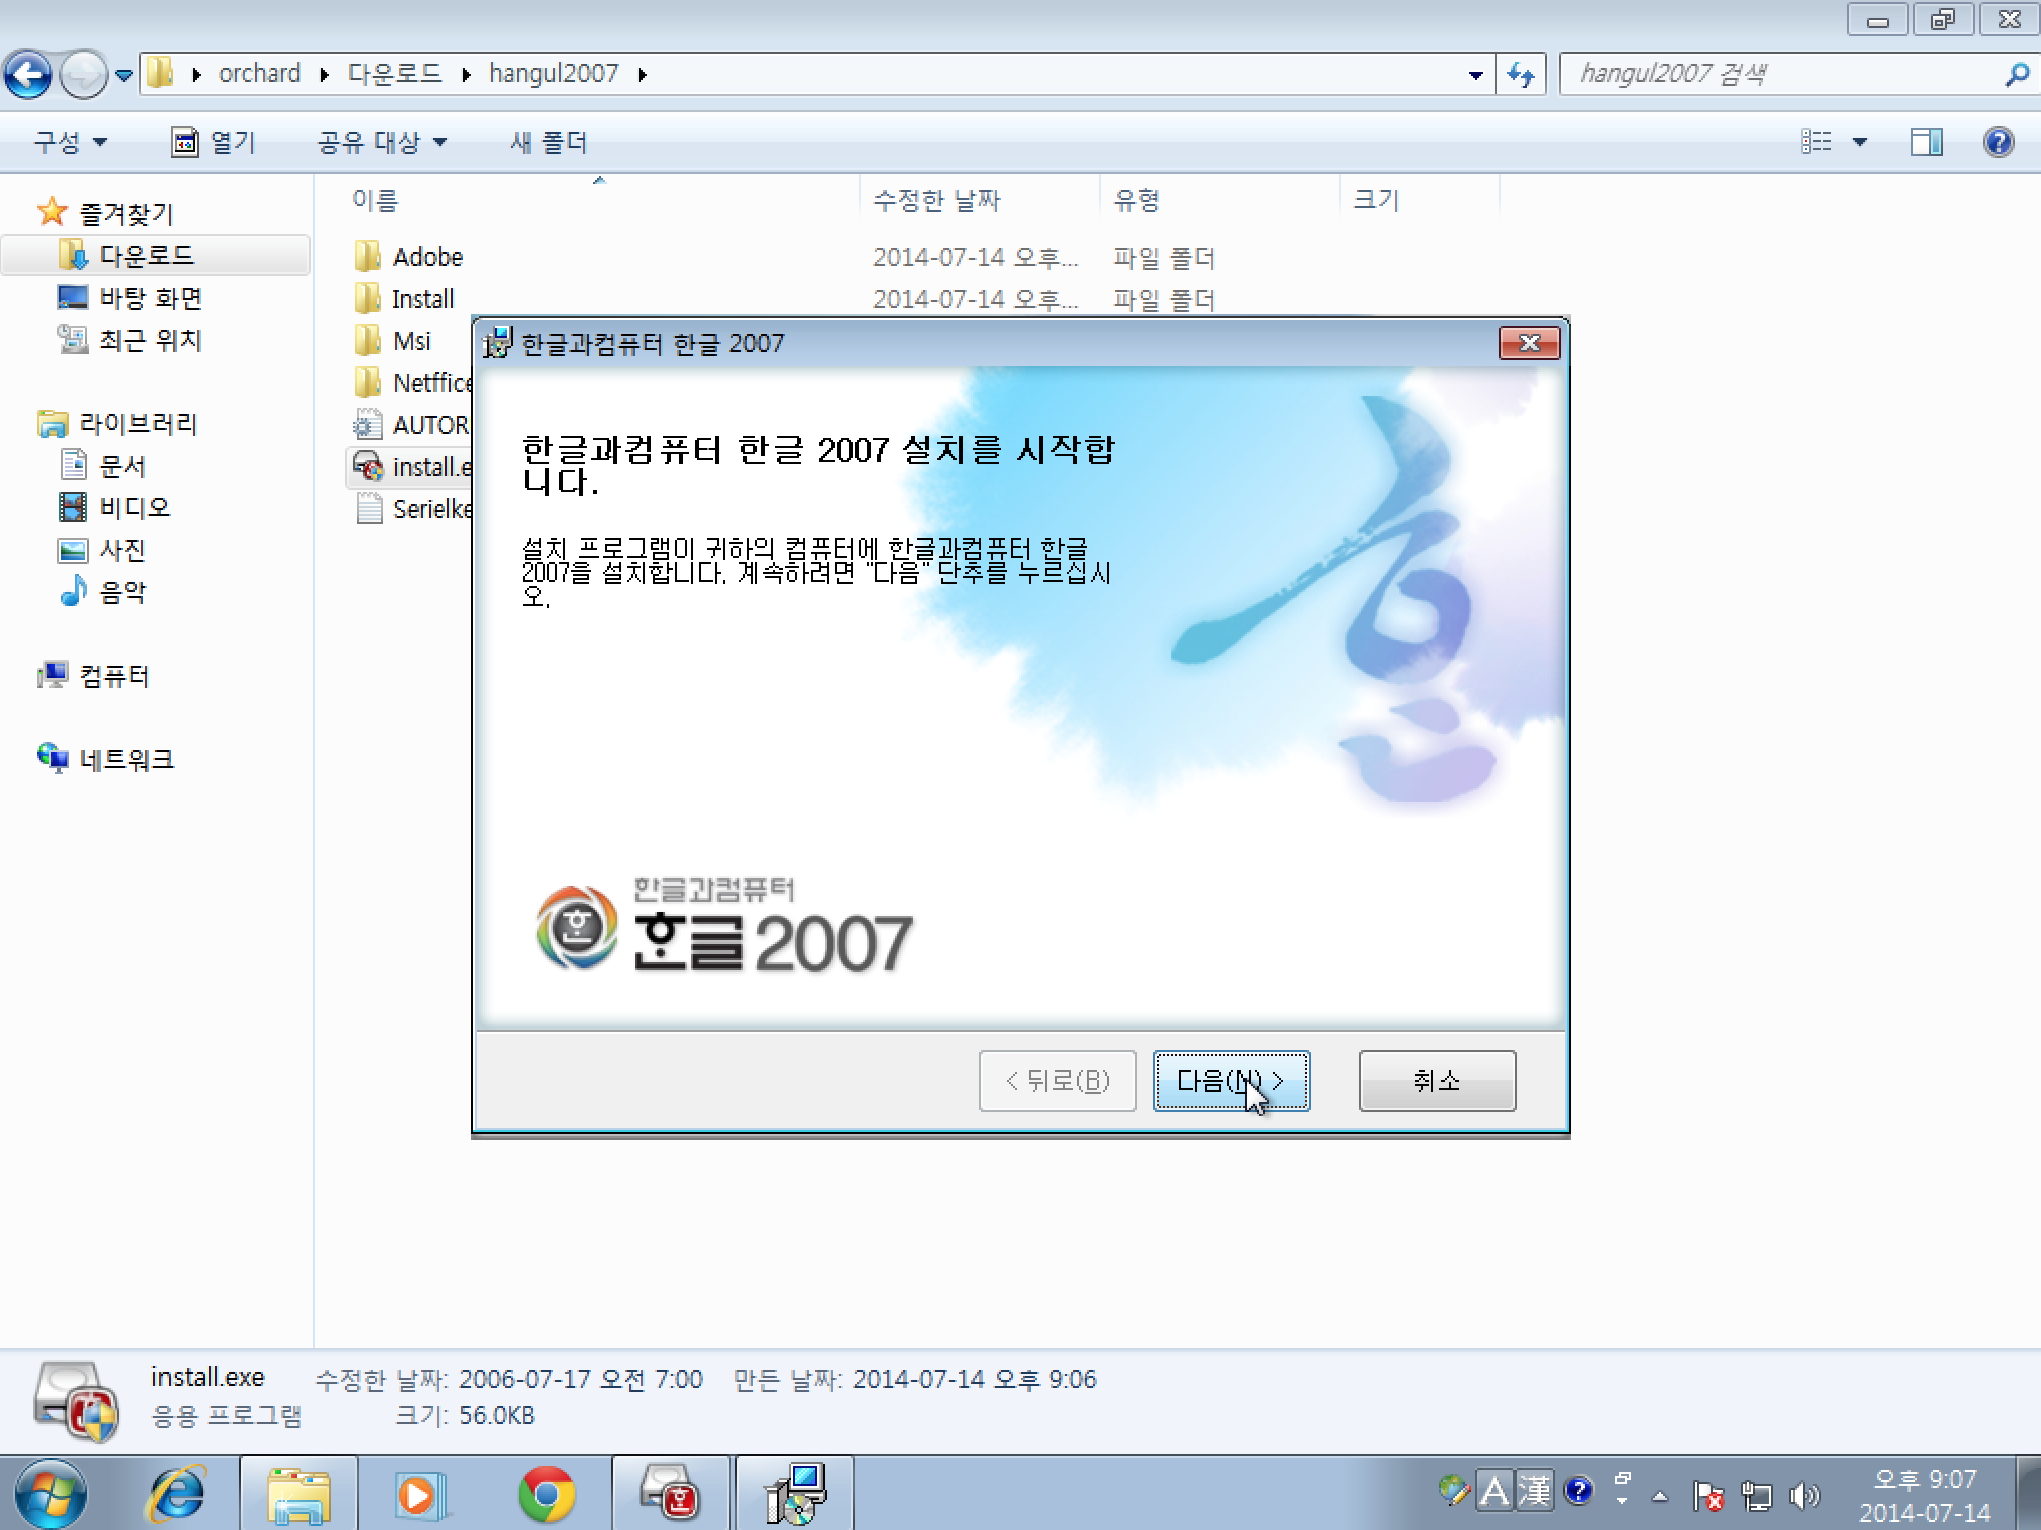 orchard 다운로드 hangul2007
hangul2007 검색
구성 열기 공유 대상 새 폴더
이름 수정한 날짜 유형 크기
즐겨찾기
다운로드
바탕 화면
최근 위치
라이브러리
문서
비디오
사진
음악
컴퓨터
네트워크
Adobe 2014-07-14 오후... 파일 폴더
Install 2014-07-14 오후... 파일 폴더
Msi
Netffice
AUTOR
install.e
Serielke
한글과컴퓨터 한글 2007
한글과컴퓨터 한글 2007 설치를 시작합
니다.
설치 프로그램이 귀하의 컴퓨터에 한글과컴퓨터 한글
2007을 설치합니다. 계속하려면 "다음" 단추를 누르십시
오.
한글과컴퓨터
한글 2007
< 뒤로(B) 다음(N) > 취소
install.exe 수정한 날짜: 2006-07-17 오전 7:00 만든 날짜: 2014-07-14 오후 9:06
응용 프로그램 크기: 56.0KB
A 漢
오후 9:07
2014-07-14